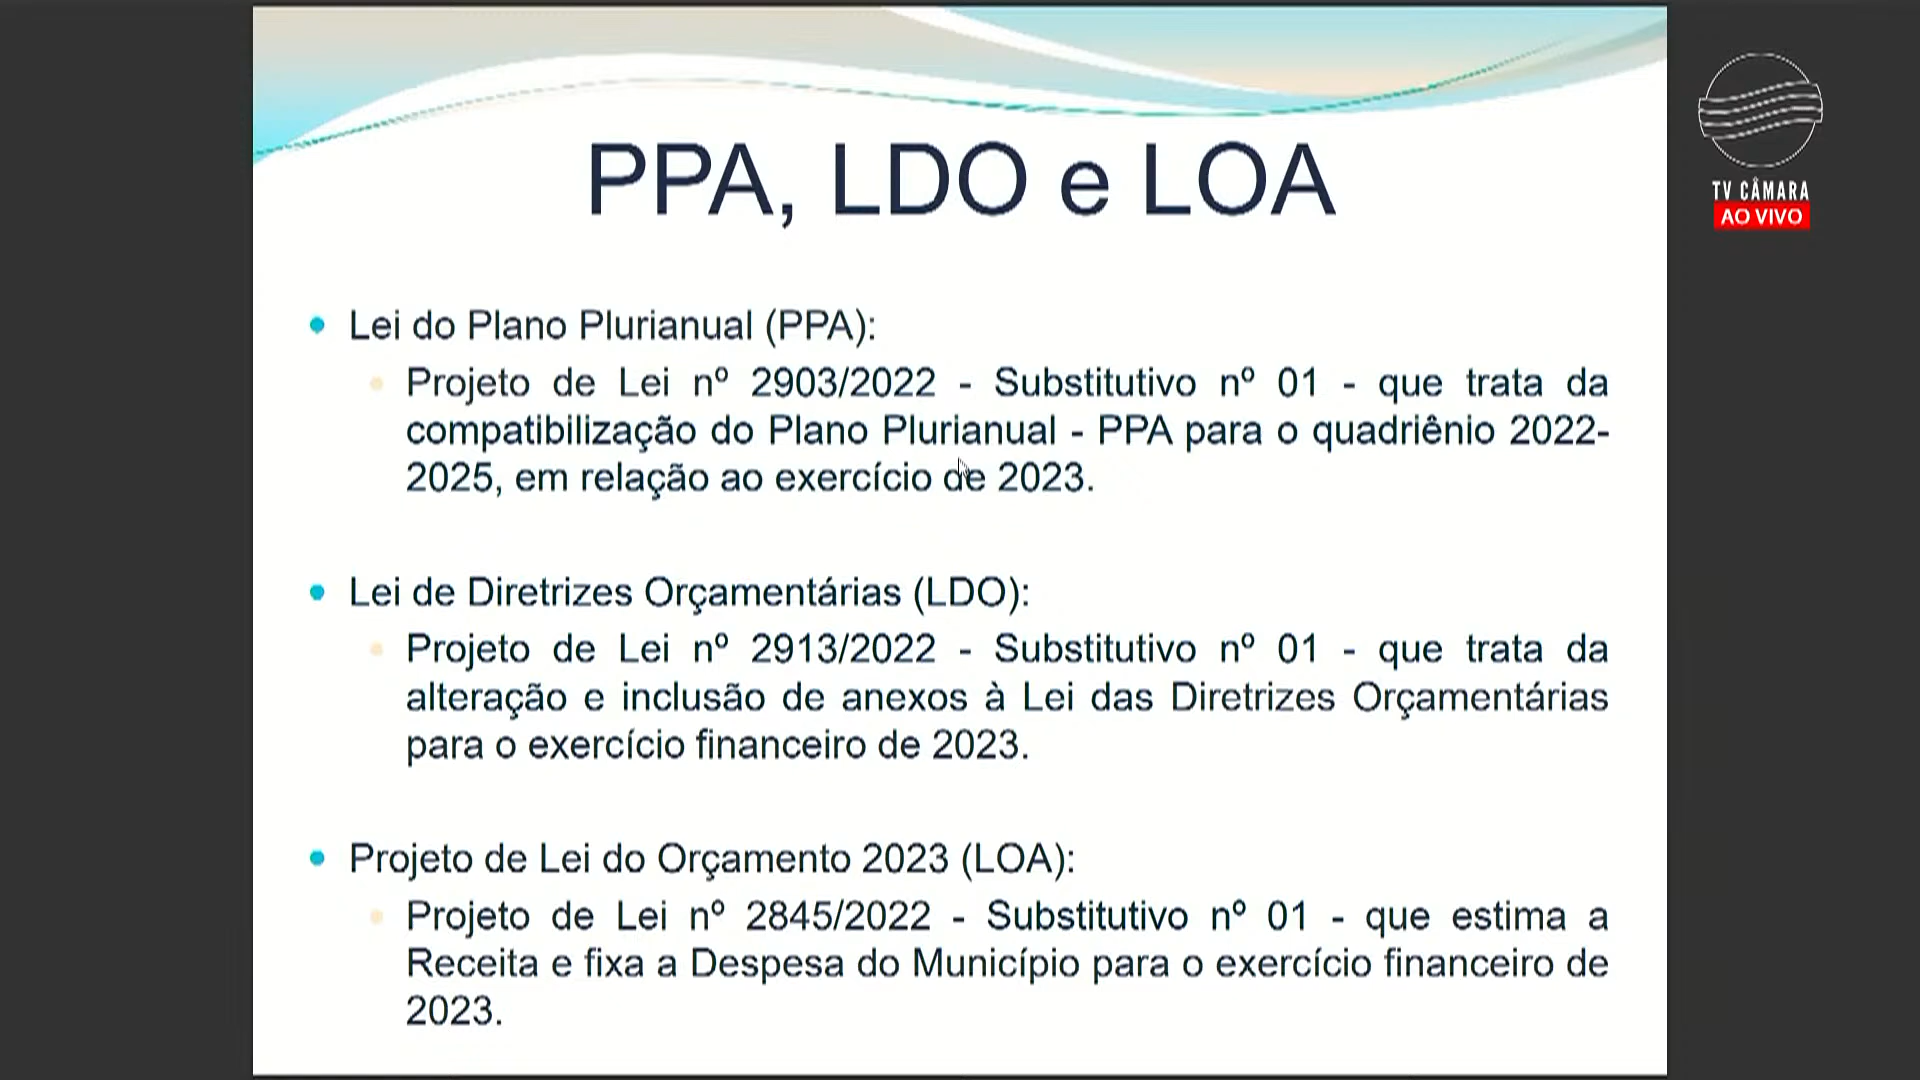 PPA, LDO e LOA
TV CÂMARA
AO VIVO
• Lei do Plano Plurianual (PPA):
• Projeto de Lei nº 2903/2022 - Substitutivo nº 01 - que trata da
compatibilização do Plano Plurianual - PPA para o quadriênio 2022-
2025, em relação ao exercício de 2023.
• Lei de Diretrizes Orçamentárias (LDO):
• Projeto de Lei nº 2913/2022 - Substitutivo nº 01 - que trata da
alteração e inclusão de anexos à Lei das Diretrizes Orçamentárias
para o exercício financeiro de 2023.
• Projeto de Lei do Orçamento 2023 (LOA):
• Projeto de Lei nº 2845/2022 - Substitutivo nº 01 - que estima a
Receita e fixa a Despesa do Município para o exercício financeiro de
2023.